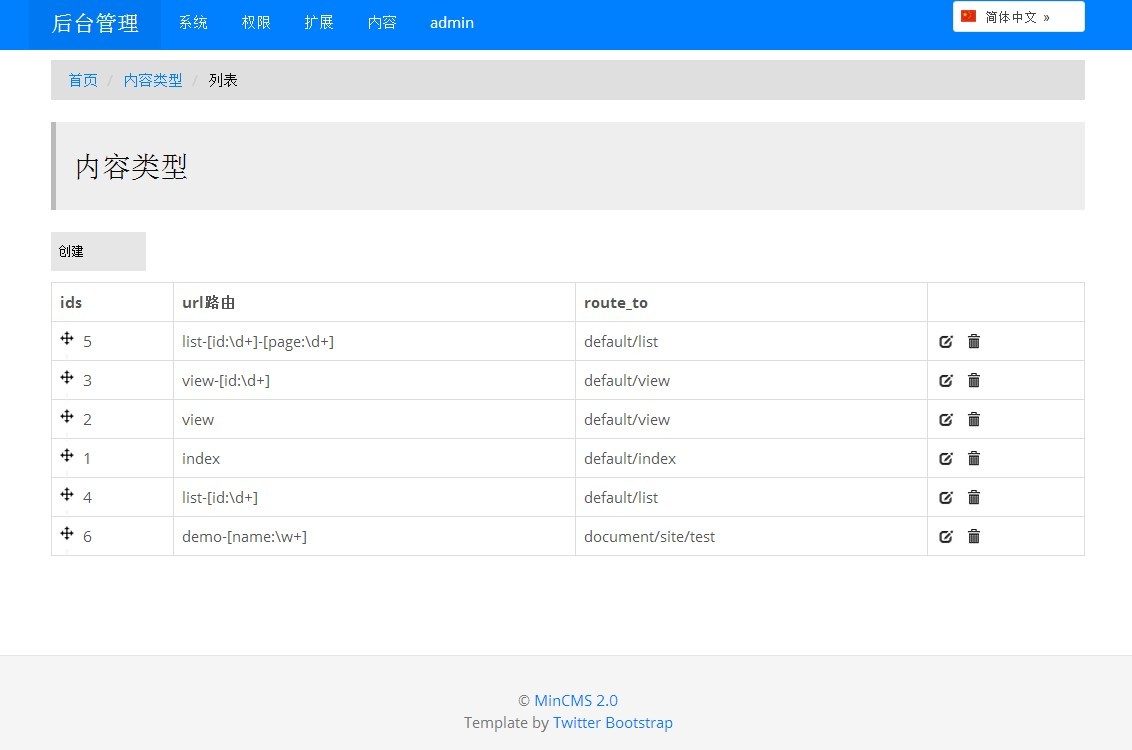 后台管理 系统 权限 扩展 内容 admin 简体中文 »
首页 / 内容类型 / 列表
内容类型
创建
ids url路由 route_to
5 list-[id:\d+]-[page:\d+] default/list
3 view-[id:\d+] default/view
2 view default/view
1 index default/index
4 list-[id:\d+] default/list
6 demo-[name:\w+] document/site/test
© MinCMS 2.0
Template by Twitter Bootstrap